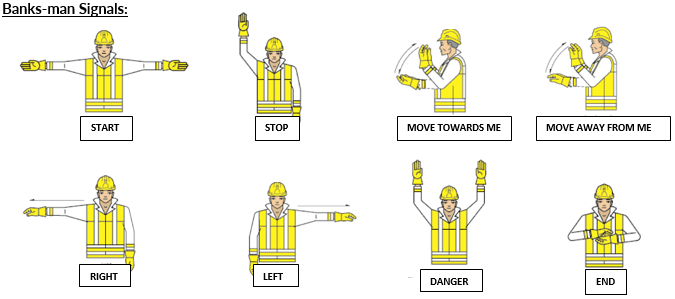 Banks-man Signals:
START
STOP
MOVE TOWARDS ME
MOVE AWAY FROM ME
RIGHT
LEFT
DANGER
END